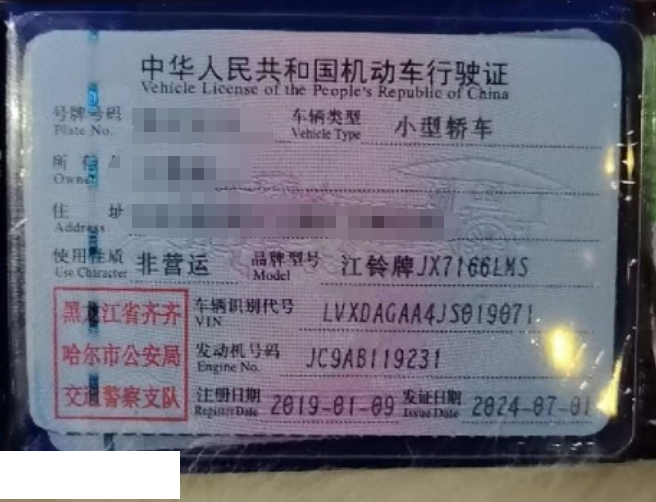 中华人民共和国机动车行驶证
Vehicle License of the People's Republic of China
号牌号码 Plate No. 车辆类型 Vehicle Type 小型轿车
所有人 Owner
住址 Address
使用性质 Use Character 非营运 品牌型号 Model 江铃牌JX7166LMS
黑龙江省齐齐 车辆识别代号 VIN LVXDAGAA4JS019071
哈尔市公安局 发动机号码 Engine No. JC9AB119231
交通警察支队 注册日期 Register Date 2019-01-09 发证日期 Issue Date 2024-07-01